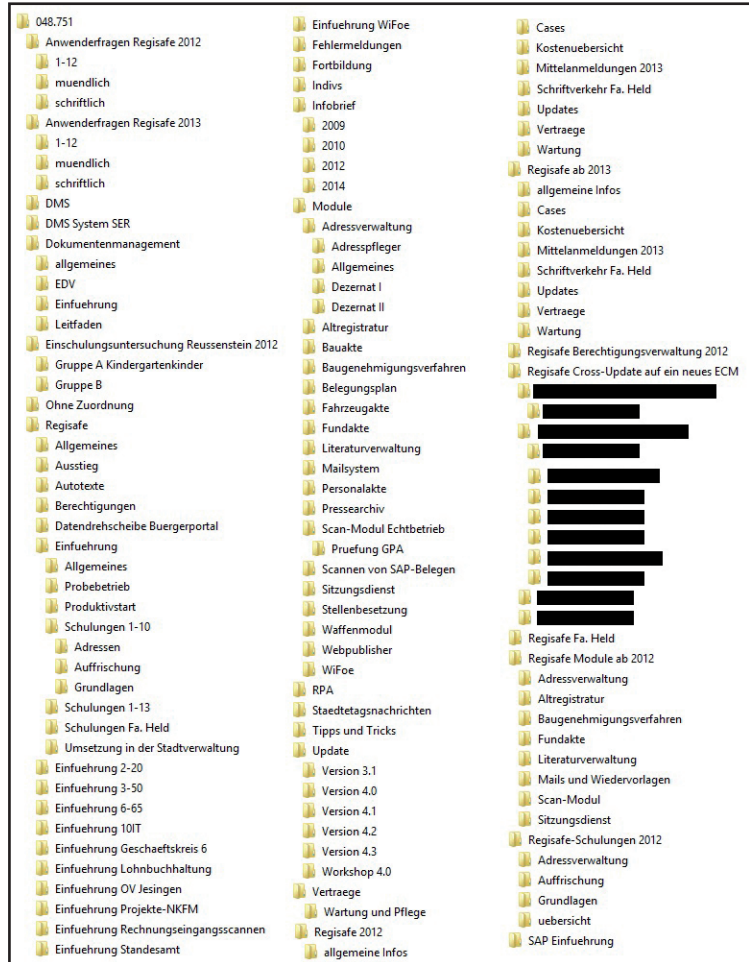 048.751
Anwenderfragen Regisafe 2012
1-12
muendlich
schriftlich
Anwenderfragen Regisafe 2013
1-12
muendlich
schriftlich
DMS
DMS System SER
Dokumentenmanagement
allgemeines
EDV
Einfuehrung
Leitfaden
Einschulungsuntersuchung Reussenstein 2012
Gruppe A Kindergartenkinder
Gruppe B
Ohne Zuordnung
Regisafe
Allgemeines
Ausstieg
Autotexte
Berechtigungen
Datendrehscheibe Buergerportal
Einfuehrung
Allgemeines
Probebetrieb
Produktivstart
Schulungen 1-10
Adressen
Auffrischung
Grundlagen
Schulungen 1-13
Schulungen Fa. Held
Umsetzung in der Stadtverwaltung
Einfuehrung 2-20
Einfuehrung 3-50
Einfuehrung 6-65
Einfuehrung 10IT
Einfuehrung Geschaeftskreis 6
Einfuehrung Lohnbuchhaltung
Einfuehrung OV Jesingen
Einfuehrung Projekte-NKFM
Einfuehrung Rechnungseingangsscannen
Einfuehrung Standesamt
Einfuehrung WiFoe
Fehlermeldungen
Fortbildung
Indivs
Infobrief
2009
2010
2012
2014
Module
Adressverwaltung
Adresspfleger
Allgemeines
Dezernat I
Dezernat II
Altregistratur
Bauakte
Baugenehmigungsverfahren
Belegungsplan
Fahrzeugakte
Fundakte
Literaturverwaltung
Mailsystem
Personalakte
Pressearchiv
Scan-Modul Echtbetrieb
Pruefung GPA
Scannen von SAP-Belegen
Sitzungsdienst
Stellenbesetzung
Waffenmodul
Webpublisher
WiFoe
RPA
Staedtetagsnachrichten
Tipps und Tricks
Update
Version 3.1
Version 4.0
Version 4.1
Version 4.2
Version 4.3
Workshop 4.0
Vertraege
Wartung und Pflege
Regisafe 2012
allgemeine Infos
Cases
Kostenuebersicht
Mittelanmeldungen 2013
Schriftverkehr Fa. Held
Updates
Vertraege
Wartung
Regisafe ab 2013
allgemeine Infos
Cases
Kostenuebersicht
Mittelanmeldungen 2013
Schriftverkehr Fa. Held
Updates
Vertraege
Wartung
Regisafe Berechtigungsverwaltung 2012
Regisafe Cross-Update auf ein neues ECM
Regisafe Fa. Held
Regisafe Module ab 2012
Adressverwaltung
Altregistratur
Baugenehmigungsverfahren
Fundakte
Literaturverwaltung
Mails und Wiedervorlagen
Scan-Modul
Sitzungsdienst
Regisafe-Schulungen 2012
Adressverwaltung
Auffrischung
Grundlagen
uebersicht
SAP Einfuehrung